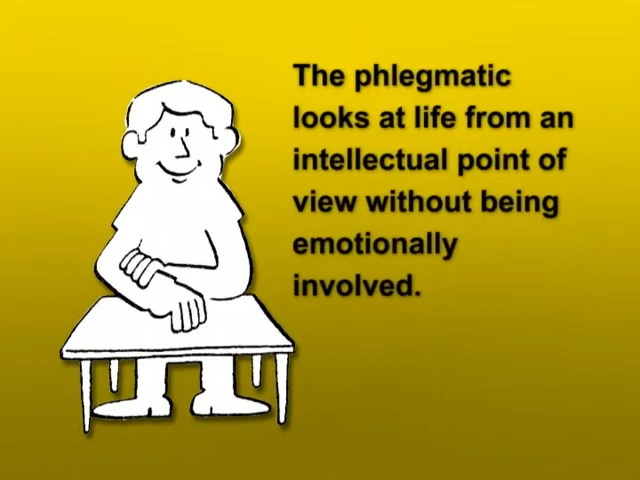 The phlegmatic
looks at life from an
intellectual point of
view without being
emotionally
involved.